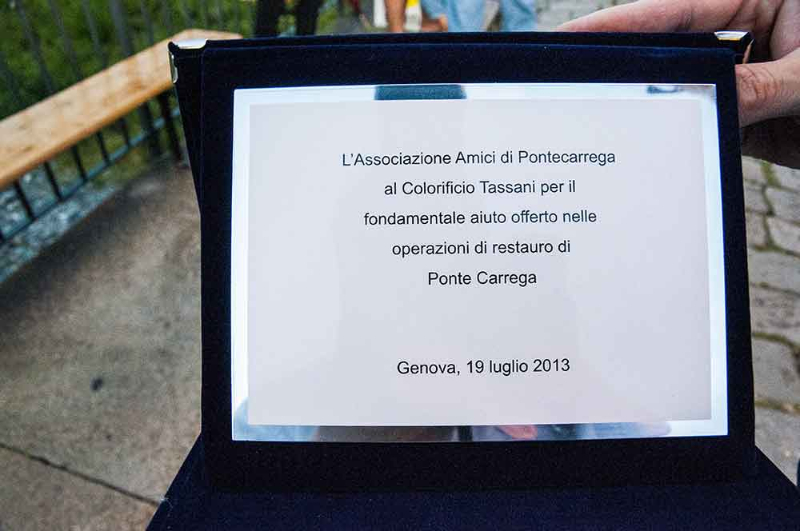 L'Associazione Amici di Pontecarrega
al Colorificio Tassani per il
fondamentale aiuto offerto nelle
operazioni di restauro di
Ponte Carrega
Genova, 19 luglio 2013